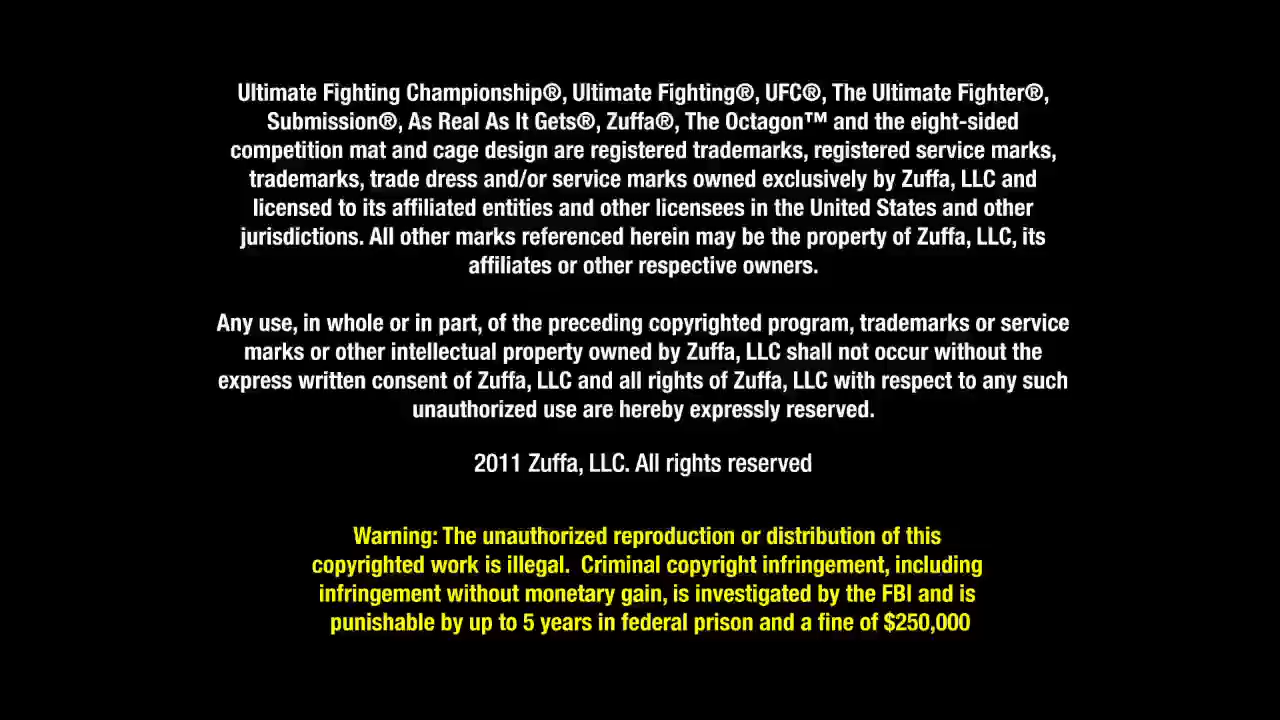 Ultimate Fighting Championship®, Ultimate Fighting®, UFC®, The Ultimate Fighter®,
Submission®, As Real As It Gets®, Zuffa®, The Octagon™ and the eight-sided
competition mat and cage design are registered trademarks, registered service marks,
trademarks, trade dress and/or service marks owned exclusively by Zuffa, LLC and
licensed to its affiliated entities and other licensees in the United States and other
jurisdictions. All other marks referenced herein may be the property of Zuffa, LLC, its
affiliates or other respective owners.
Any use, in whole or in part, of the preceding copyrighted program, trademarks or service
marks or other intellectual property owned by Zuffa, LLC shall not occur without the
express written consent of Zuffa, LLC and all rights of Zuffa, LLC with respect to any such
unauthorized use are hereby expressly reserved.
2011 Zuffa, LLC. All rights reserved
Warning: The unauthorized reproduction or distribution of this
copyrighted work is illegal.  Criminal copyright infringement, including
infringement without monetary gain, is investigated by the FBI and is
punishable by up to 5 years in federal prison and a fine of $250,000